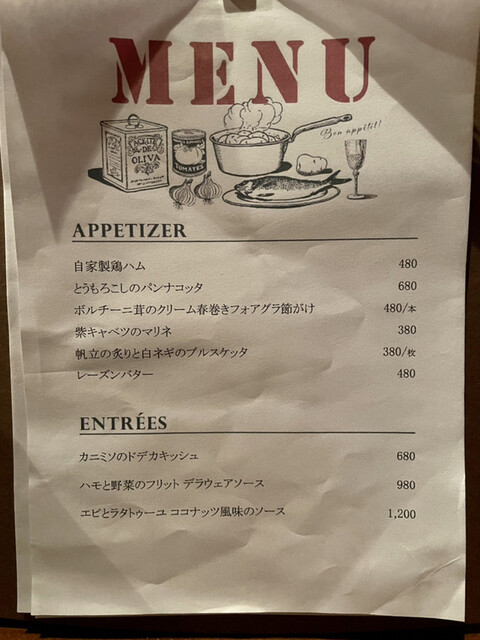 MENU
Bon appétit!
ACEITE
DE
OLIVA
TOMATES
APPETIZER
自家製鶏ハム 480
とうもろこしのパンナコッタ 680
ポルチーニ茸のクリーム春巻きフォアグラ節がけ 480/本
紫キャベツのマリネ 380
帆立の炙りと白ネギのブルスケッタ 380/枚
レーズンバター 480
ENTRÉES
カニミソのドデカキッシュ 680
ハモと野菜のフリット デラウェアソース 980
エビとラタトゥーユ ココナッツ風味のソース 1,200